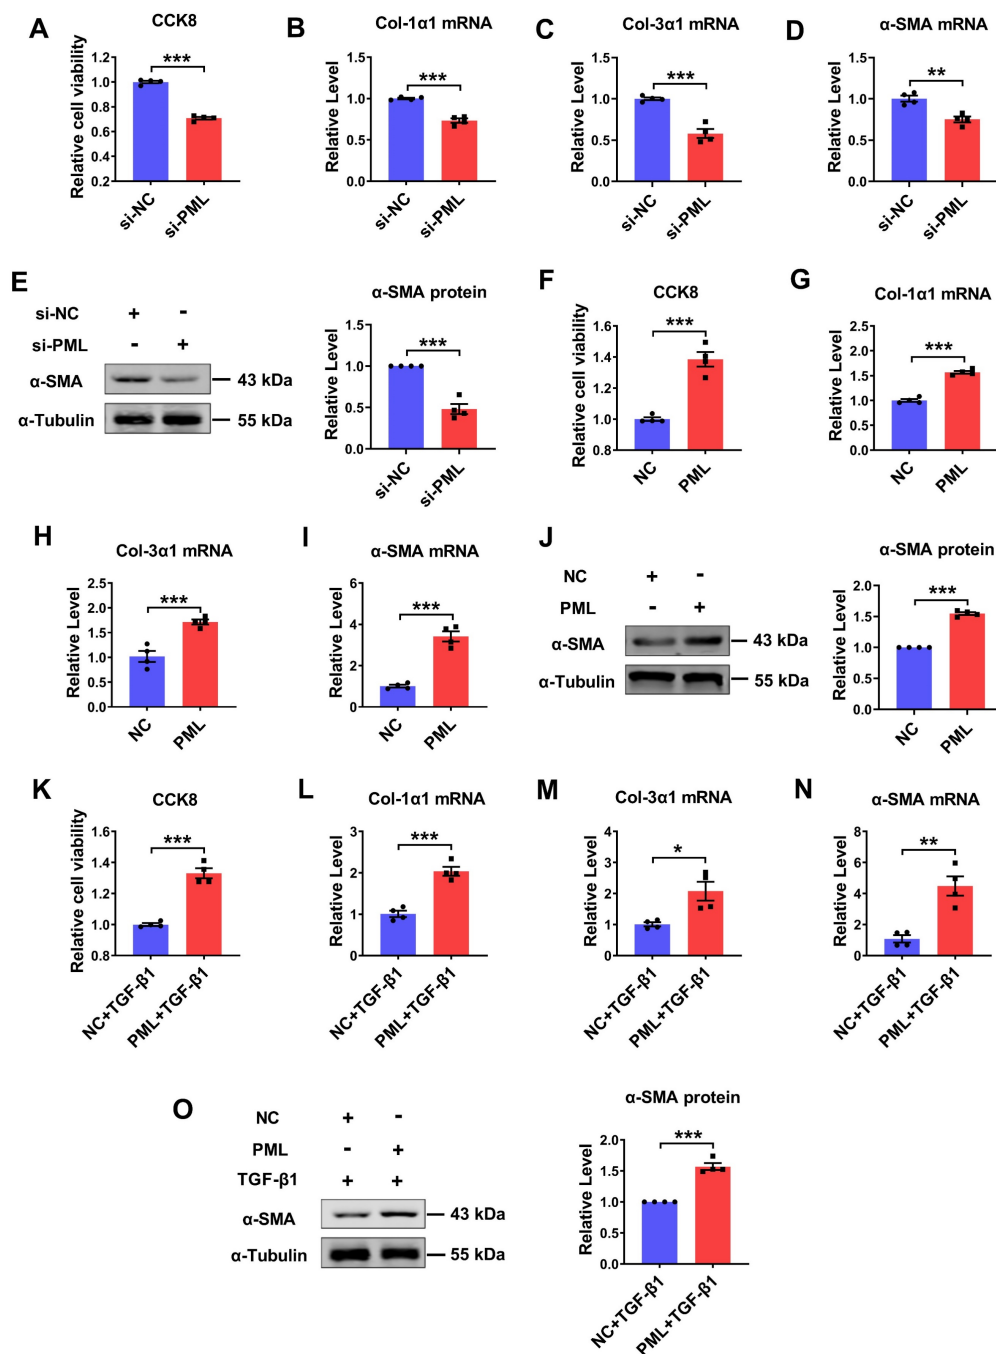 A
CCK8
Relative cell viability
1.2
1.0
0.8
0.6
0.4
0.2
***
si-NC
si-PML
B
Col-1α1 mRNA
Relative Level
1.5
1.0
0.5
0.0
***
si-NC
si-PML
C
Col-3α1 mRNA
Relative Level
1.5
1.0
0.5
0.0
***
si-NC
si-PML
D
α-SMA mRNA
Relative Level
1.5
1.0
0.5
0.0
**
si-NC
si-PML
E
si-NC + -
si-PML - +
α-SMA 43 kDa
α-Tubulin 55 kDa
α-SMA protein
Relative Level
1.5
1.0
0.5
0.0
***
si-NC
si-PML
F
CCK8
Relative cell viability
1.6
1.4
1.2
1.0
0.8
***
NC
PML
G
Col-1α1 mRNA
Relative Level
2.5
2.0
1.5
1.0
0.5
0.0
***
NC
PML
H
Col-3α1 mRNA
Relative Level
2.5
2.0
1.5
1.0
0.5
0.0
***
NC
PML
I
α-SMA mRNA
Relative Level
6
4
2
0
***
NC
PML
J
NC + -
PML - +
α-SMA 43 kDa
α-Tubulin 55 kDa
α-SMA protein
Relative Level
2.0
1.5
1.0
0.5
0.0
***
NC
PML
K
CCK8
Relative cell viability
1.6
1.4
1.2
1.0
0.8
***
NC+TGF-β1
PML+TGF-β1
L
Col-1α1 mRNA
Relative Level
3
2
1
0
***
NC+TGF-β1
PML+TGF-β1
M
Col-3α1 mRNA
Relative Level
4
3
2
1
0
*
NC+TGF-β1
PML+TGF-β1
N
α-SMA mRNA
Relative Level
8
6
4
2
0
**
NC+TGF-β1
PML+TGF-β1
O
NC + -
PML - +
TGF-β1 + +
α-SMA 43 kDa
α-Tubulin 55 kDa
α-SMA protein
Relative Level
2.0
1.5
1.0
0.5
0.0
***
NC+TGF-β1
PML+TGF-β1